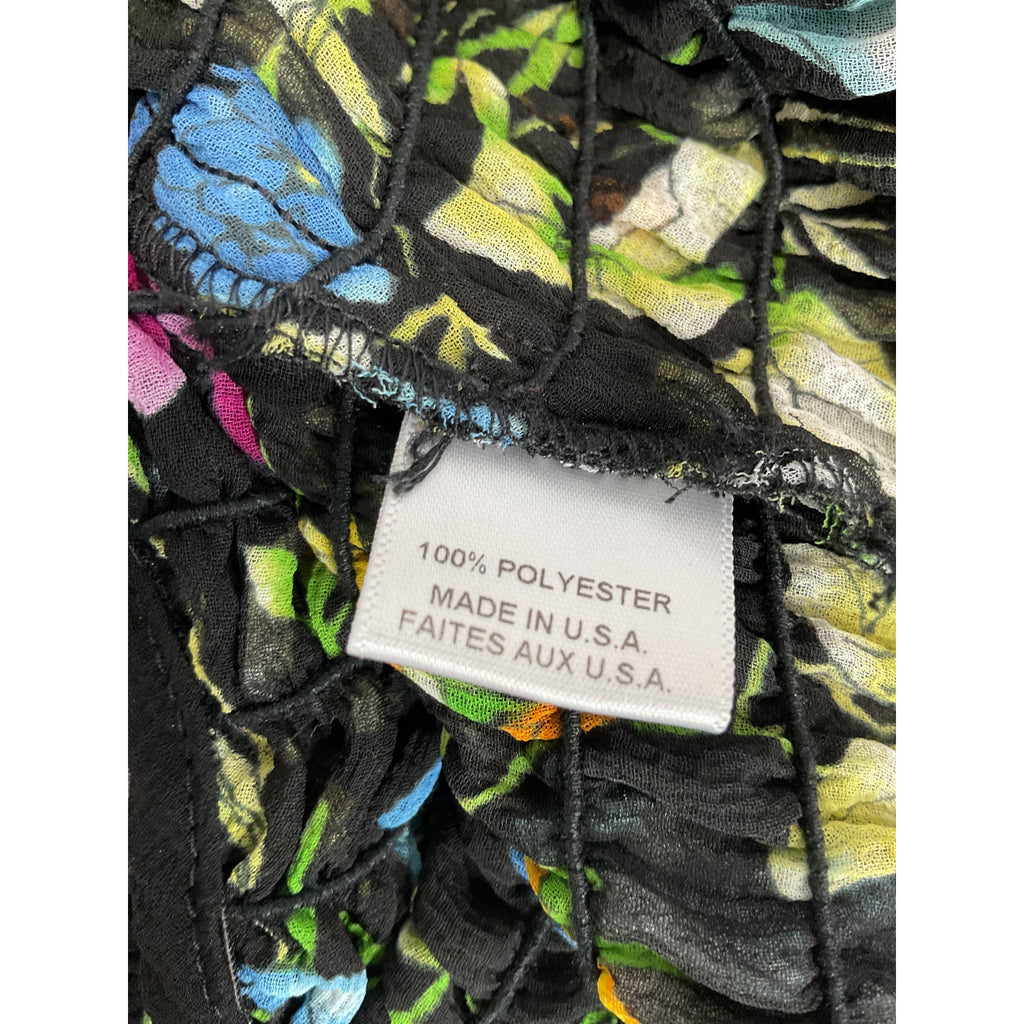 100% POLYESTER
MADE IN U.S.A.
FAITES AUX U.S.A.